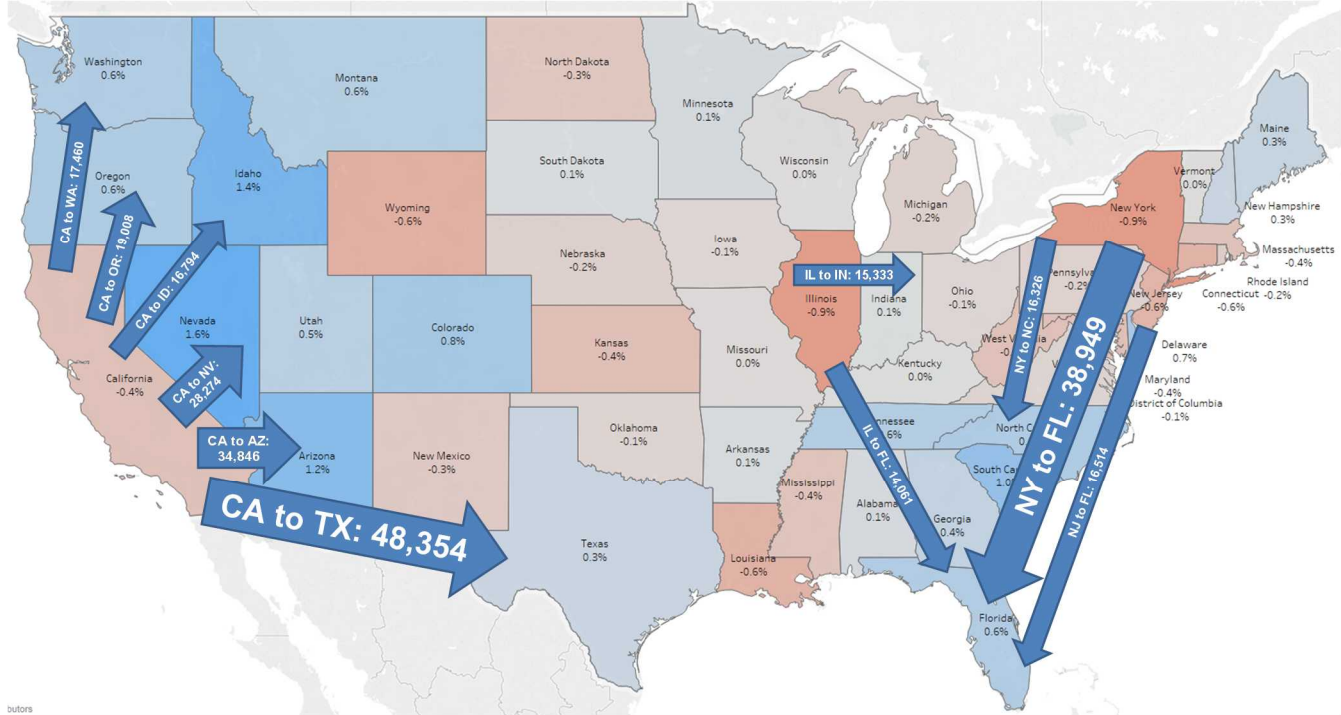 Washington
0.6%
Montana
0.6%
North Dakota
-0.3%
Minnesota
0.1%
Maine
0.3%
Oregon
0.6%
Idaho
1.4%
South Dakota
0.1%
Wisconsin
0.0%
Vermont
0.0%
CA to WA: 17,460
Wyoming
-0.6%
Michigan
-0.2%
New York
-0.9%
New Hampshire
0.3%
CA to OR: 19,008
CA to ID: 16,794
Nebraska
-0.2%
Iowa
-0.1%
IL to IN: 15,333
Massachusetts
-0.4%
Rhode Island
-0.2%
Connecticut
-0.6%
Nevada
1.6%
Utah
0.5%
Colorado
0.8%
Illinois
-0.9%
Indiana
0.1%
Ohio
-0.1%
Pennsylva
-0.2%
New Jersey
-0.6%
Kansas
-0.4%
Missouri
0.0%
Kentucky
0.0%
NY to NC: 16,326
NY to FL: 38,949
Delaware
0.7%
Maryland
-0.4%
District of Columbia
-0.1%
California
-0.4%
CA to NV:
28,274
CA to AZ:
34,846
Arizona
1.2%
New Mexico
-0.3%
Oklahoma
-0.1%
Arkansas
0.1%
IL to FL: 14,061
NJ to FL: 16,514
CA to TX: 48,354
Texas
0.3%
Louisiana
-0.6%
Mississippi
-0.4%
Alabama
0.1%
Georgia
0.4%
Florida
0.6%
butors